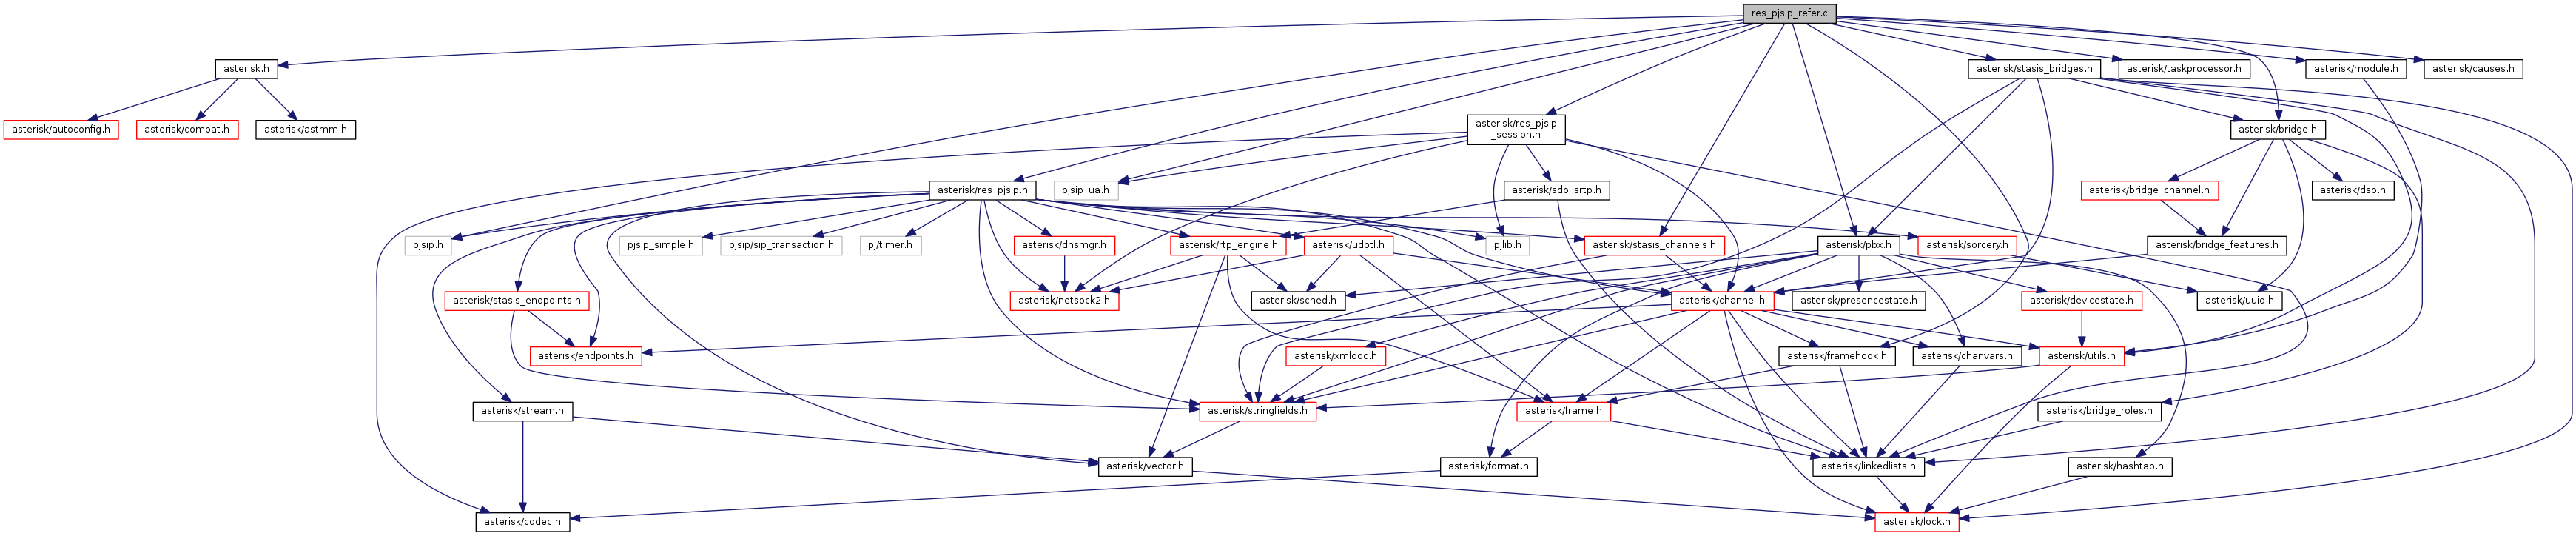 res_pjsip_refer.c
asterisk.h
asterisk/stasis_bridges.h
asterisk/taskprocessor.h
asterisk/module.h
asterisk/causes.h
asterisk/autoconfig.h
asterisk/compat.h
asterisk/astmm.h
asterisk/res_pjsip
_session.h
asterisk/bridge.h
asterisk/res_pjsip.h
pjsip_ua.h
asterisk/sdp_srtp.h
asterisk/bridge_channel.h
asterisk/dsp.h
pjsip.h
pjsip_simple.h
pjsip/sip_transaction.h
pj/timer.h
asterisk/dnsmgr.h
asterisk/rtp_engine.h
asterisk/udptl.h
pjlib.h
asterisk/stasis_channels.h
asterisk/pbx.h
asterisk/sorcery.h
asterisk/bridge_features.h
asterisk/stasis_endpoints.h
asterisk/netsock2.h
asterisk/sched.h
asterisk/channel.h
asterisk/presencestate.h
asterisk/devicestate.h
asterisk/uuid.h
asterisk/endpoints.h
asterisk/xmldoc.h
asterisk/framehook.h
asterisk/chanvars.h
asterisk/utils.h
asterisk/stream.h
asterisk/stringfields.h
asterisk/frame.h
asterisk/bridge_roles.h
asterisk/vector.h
asterisk/format.h
asterisk/linkedlists.h
asterisk/hashtab.h
asterisk/codec.h
asterisk/lock.h